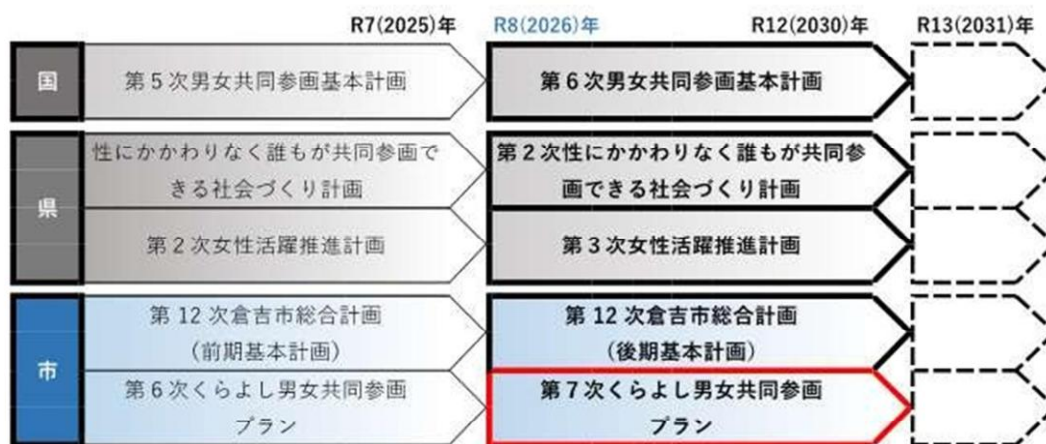 R7(2025)年 R8(2026)年 R12(2030)年 R13(2031)年
国
第5次男女共同参画基本計画
第6次男女共同参画基本計画
県
性にかかわりなく誰もが共同参画で
きる社会づくり計画
第2次性にかかわりなく誰もが共同参
画できる社会づくり計画
第2次女性活躍推進計画
第3次女性活躍推進計画
市
第12次倉吉市総合計画
(前期基本計画)
第12次倉吉市総合計画
(後期基本計画)
第6次くらよし男女共同参画
プラン
第7次くらよし男女共同参画
プラン